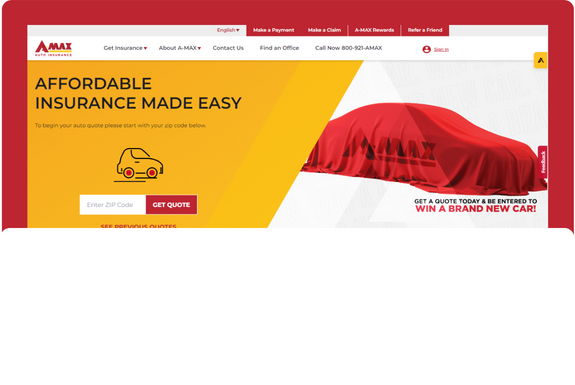 English
Make a Payment
Make a Claim
A-MAX Rewards
Refer a Friend
AMAX
AUTO INSURANCE
Get Insurance
About A-MAX
Contact Us
Find an Office
Call Now 800-921-AMAX
Sign In
AFFORDABLE
INSURANCE MADE EASY
To begin your auto quote please start with your zip code below.
AMAX
Feedback
Enter ZIP Code
GET QUOTE
GET A QUOTE TODAY & BE ENTERED TO
WIN A BRAND NEW CAR!
SEE PREVIOUS QUOTES